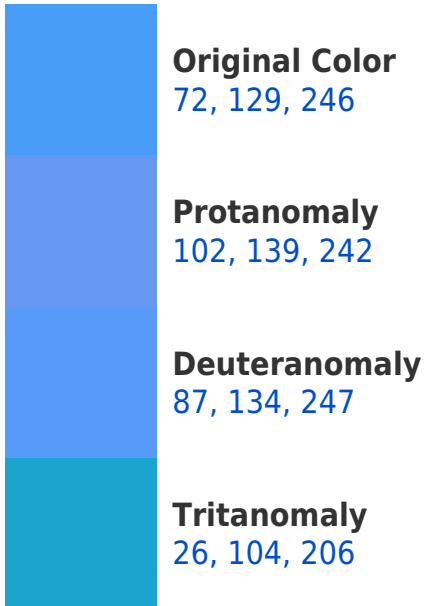 Original Color
72, 129, 246
Protanomaly
102, 139, 242
Deuteranomaly
87, 134, 247
Tritanomaly
26, 104, 206